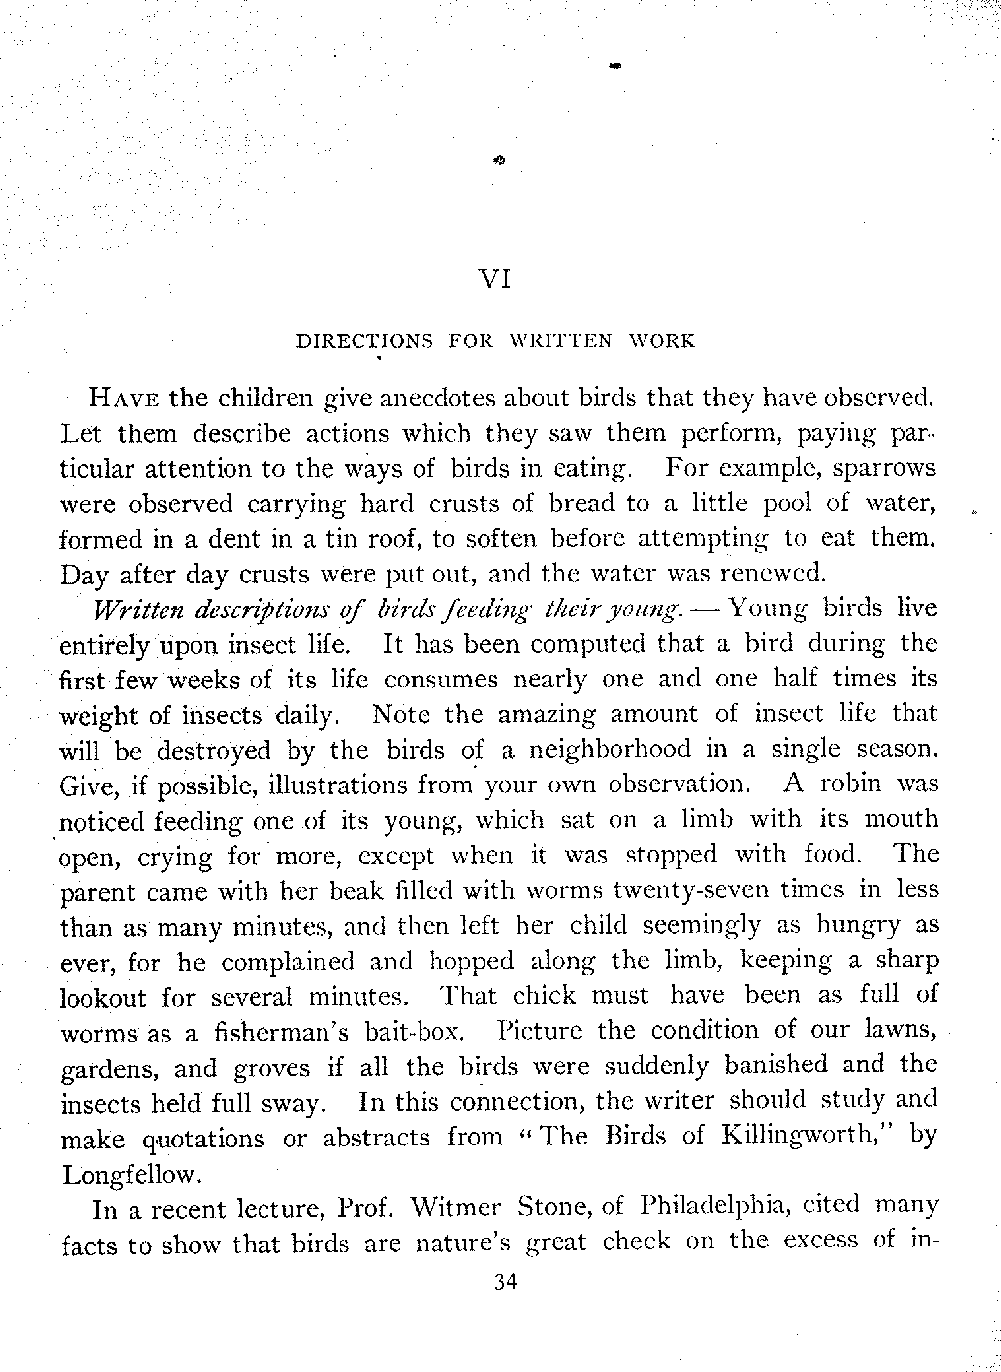 VI
DIRECTIONS FOR WRITTEN WORK
HAVE the children give anecdotes about birds that they have observed.
Let them describe actions which they saw them perform, paying par-
ticular attention to the ways of birds in eating. For example, sparrows
were observed carrying hard crusts of bread to a little pool of water,
formed in a dent in a tin roof, to soften before attempting to eat them.
Day after day crusts were put out, and the water was renewed.
Written descriptions of birds feeding their young. — Young birds live
entirely upon insect life. It has been computed that a bird during the
first few weeks of its life consumes nearly one and one half times its
weight of insects daily. Note the amazing amount of insect life that
will be destroyed by the birds of a neighborhood in a single season.
Give, if possible, illustrations from your own observation. A robin was
noticed feeding one of its young, which sat on a limb with its mouth
open, crying for more, except when it was stopped with food. The
parent came with her beak filled with worms twenty-seven times in less
than as many minutes, and then left her child seemingly as hungry as
ever, for he complained and hopped along the limb, keeping a sharp
lookout for several minutes. That chick must have been as full of
worms as a fisherman's bait-box. Picture the condition of our lawns,
gardens, and groves if all the birds were suddenly banished and the
insects held full sway. In this connection, the writer should study and
make quotations or abstracts from "The Birds of Killingworth," by
Longfellow.
In a recent lecture, Prof. Witmer Stone, of Philadelphia, cited many
facts to show that birds are nature's great check on the excess of in-
34